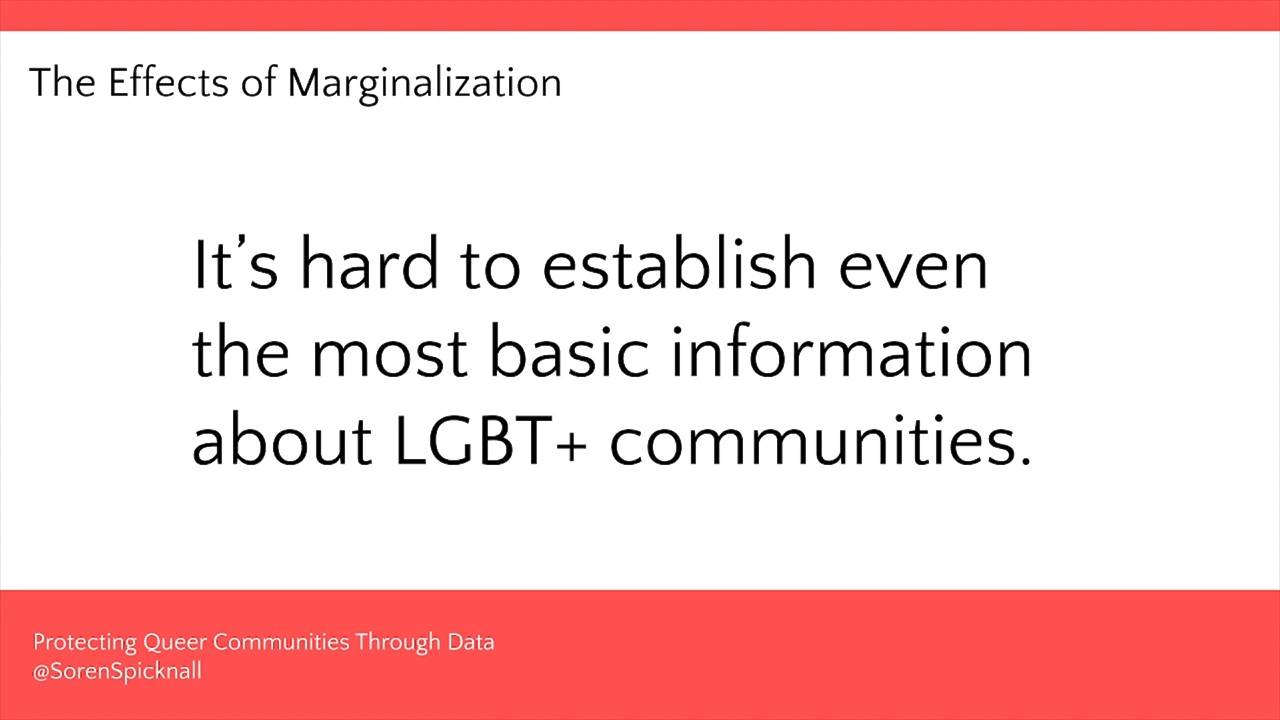 The Effects of Marginalization
It’s hard to establish even
the most basic information
about LGBT+ communities.
Protecting Queer Communities Through Data
@SorenSpicknall